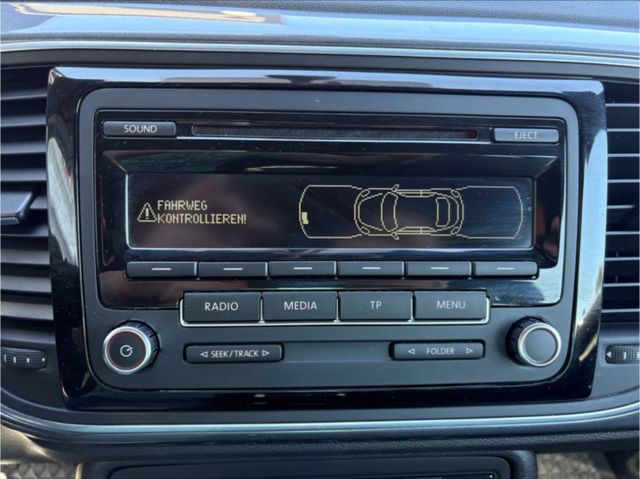 SOUND
EJECT
FAHRWEG
KONTROLLIEREN!
RADIO
MEDIA
TP
MENU
◁ SEEK/TRACK ▷
◁ FOLDER ▷